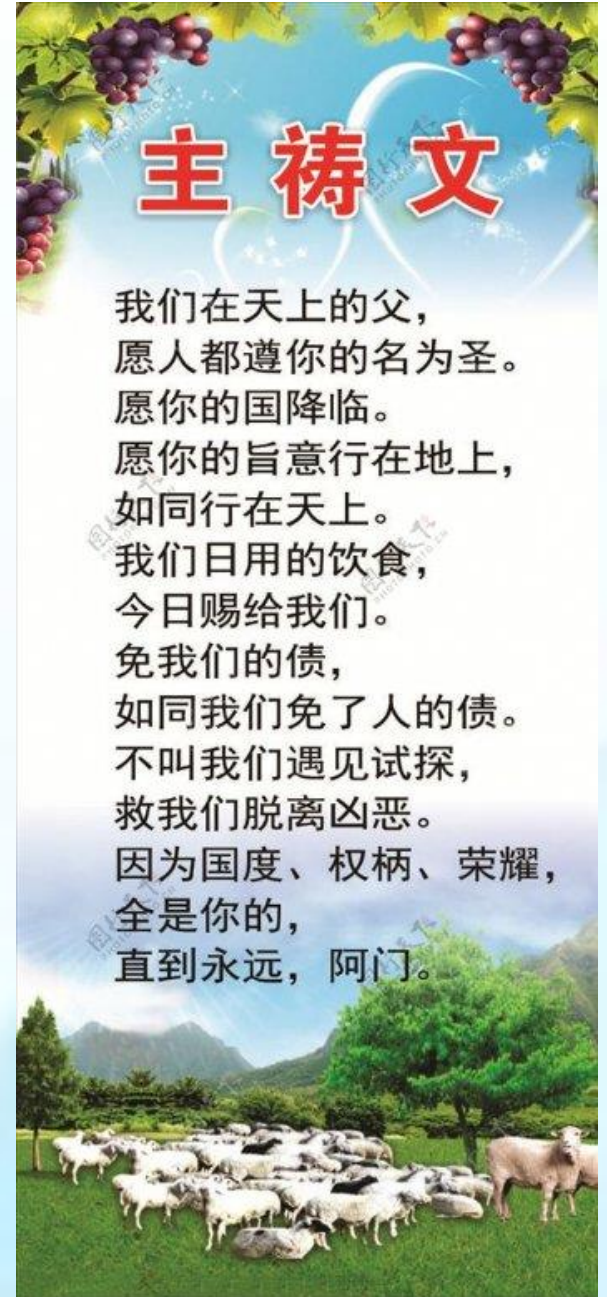 主祷文
我们在天上的父，
愿人都遵你的名为圣。
愿你的国降临。
愿你的旨意行在地上，
如同行在天上。
我们日用的饮食，
今日赐给我们。
免我们的债，
如同我们免了人的债。
不叫我们遇见试探，
救我们脱离凶恶。
因为国度、权柄、荣耀，
全是你的，
直到永远，阿门。